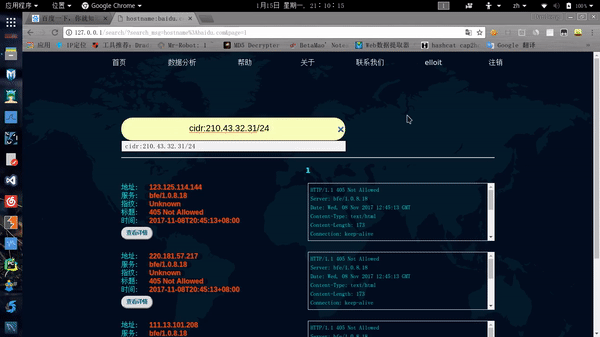 应用程序 ▾ 位置 ▾ Google Chrome ▾ 1月15日 星期一, 21:10:15 zh ▾ 100%
百度一下，你就知 hostname:baidu.
127.0.0.1/search?search_msg=hostname%3Abaidu.com&page=1
应用 IP定位 工具推荐: Mr-Robot: 1 MD5 Decrypter BetaMao' Notes Web数据提取器 hashcat cap转 Google 翻译
首页 数据分析 帮助 关于 联系我们 elloit 注销
cidr:210.43.32.31/24
cidr:210.43.32.31/24
1
地址: 123.125.114.144
服务: bfe/1.0.8.18
指纹: Unknown
标题: 405 Not Allowed
时间: 2017-11-08T20:45:13+08:00
查看详情
HTTP/1.1 405 Not Allowed
Server: bfe/1.0.8.18
Date: Wed, 08 Nov 2017 12:45:13 GMT
Content-Type: text/html
Content-Length: 173
Connection: keep-alive
地址: 220.181.57.217
服务: bfe/1.0.8.18
指纹: Unknown
标题: 405 Not Allowed
时间: 2017-11-08T20:45:13+08:00
查看详情
HTTP/1.1 405 Not Allowed
Server: bfe/1.0.8.18
Date: Wed, 08 Nov 2017 12:45:13 GMT
Content-Type: text/html
Content-Length: 173
Connection: keep-alive
地址: 111.13.101.208
服务: bfe/1.0.8.18
HTTP/1.1 405 Not Allowed
Server: bfe/1.0.8.18